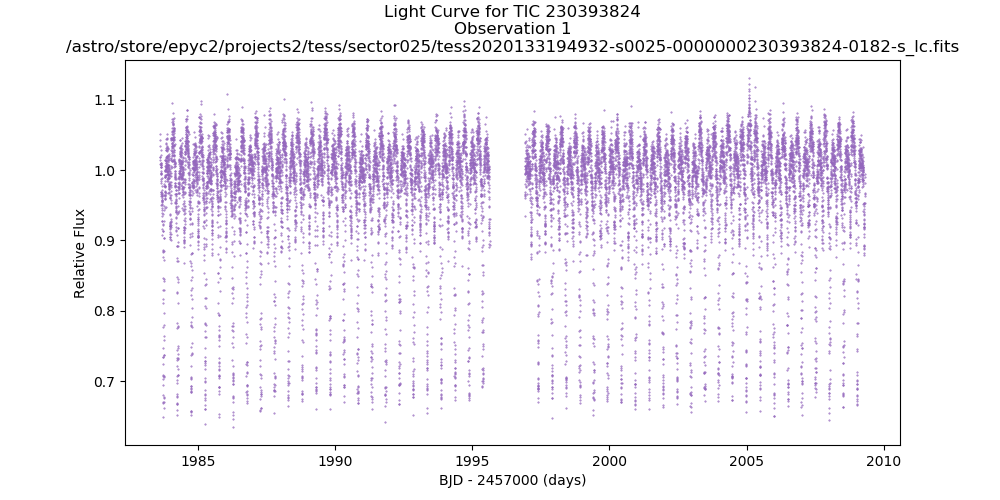 Light Curve for TIC 230393824
Observation 1
/astro/store/epyc2/projects2/tess/sector025/tess2020133194932-s0025-0000000230393824-0182-s_lc.fits
1.1
1.0
0.9
0.8
0.7
Relative Flux
1985
1990
1995
2000
2005
2010
BJD - 2457000 (days)